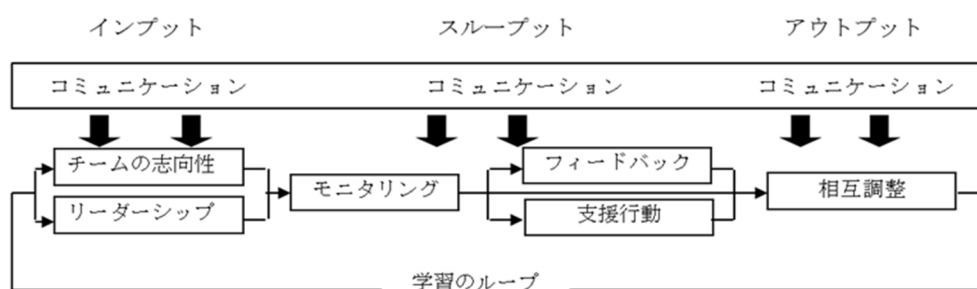 インプット スループット アウトプット
コミュニケーション コミュニケーション コミュニケーション
チームの志向性 フィードバック
モニタリング 相互調整
リーダーシップ 支援行動
学習のループ